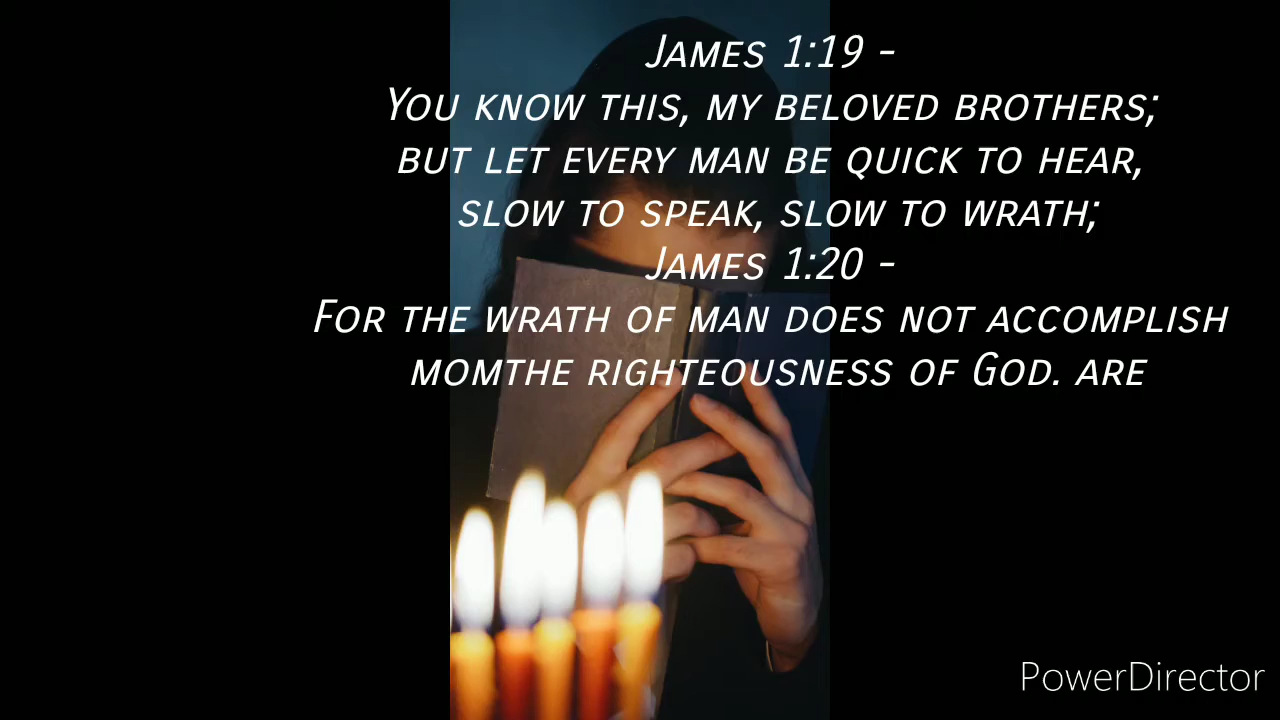 James 1:19 -
You know this, my beloved brothers;
but let every man be quick to hear,
slow to speak, slow to wrath;
James 1:20 -
For the wrath of man does not accomplish
momthe righteousness of God. are
PowerDirector